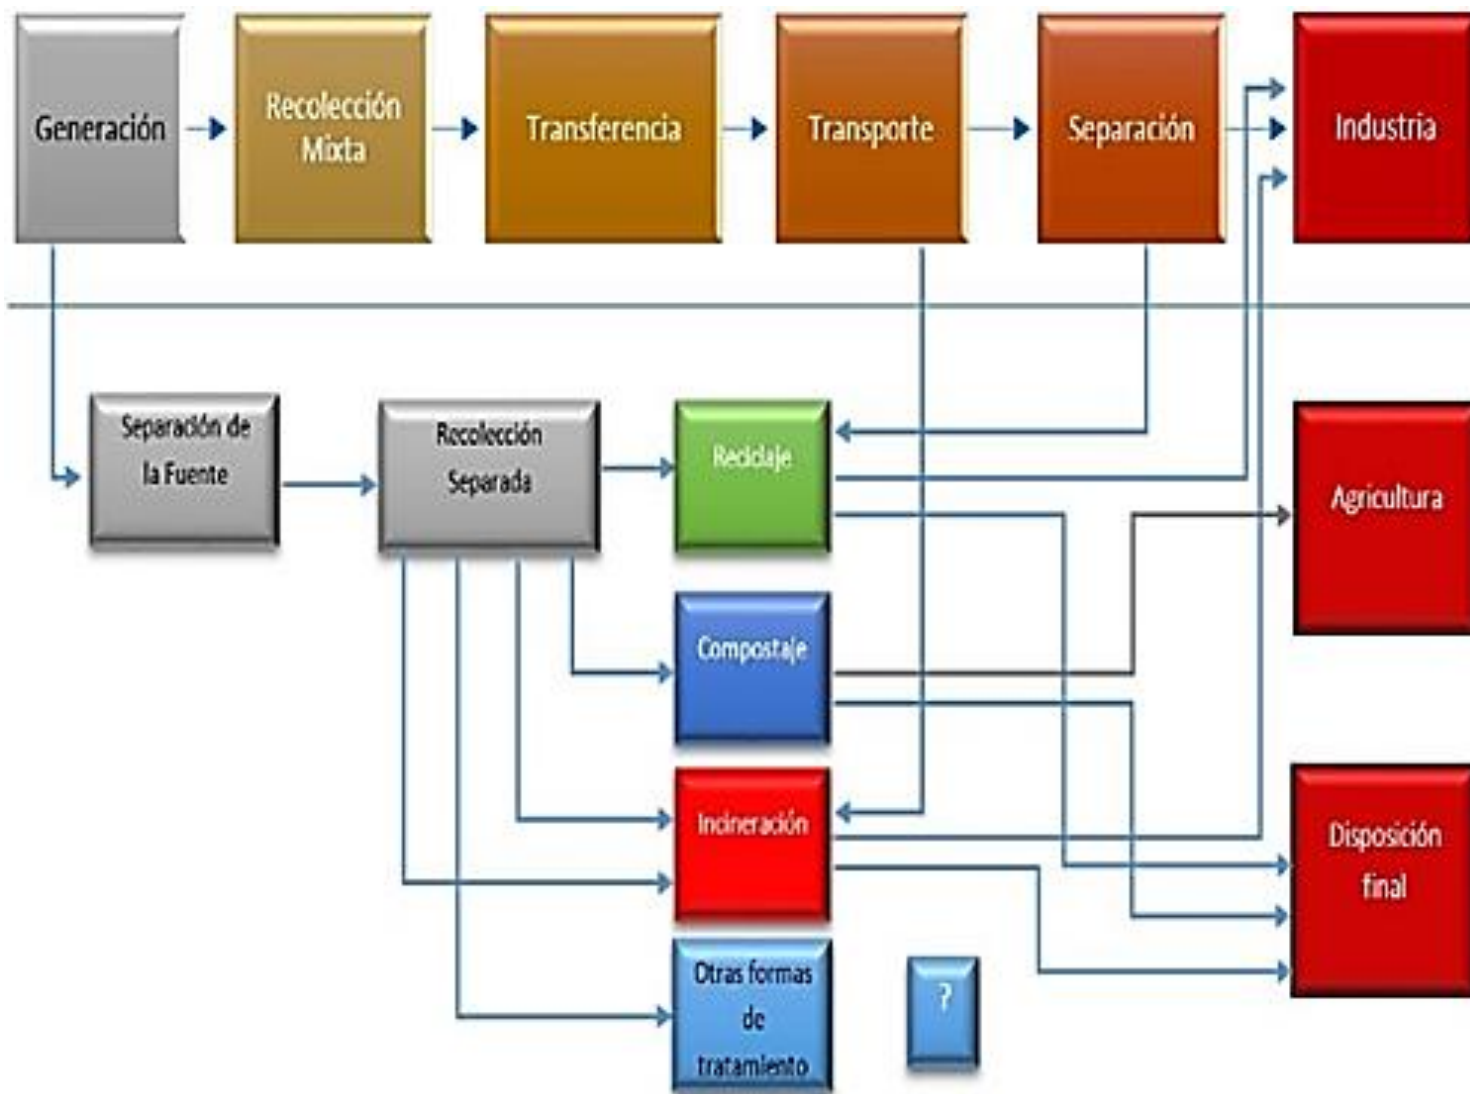 Generación
Recolección
Mixta
Transferencia
Transporte
Separación
Industria
Separación de
la Fuente
Recolección
Separada
Reciclaje
Agricultura
Compostaje
Incineración
Disposición
final
Otras formas
de
tratamiento
?